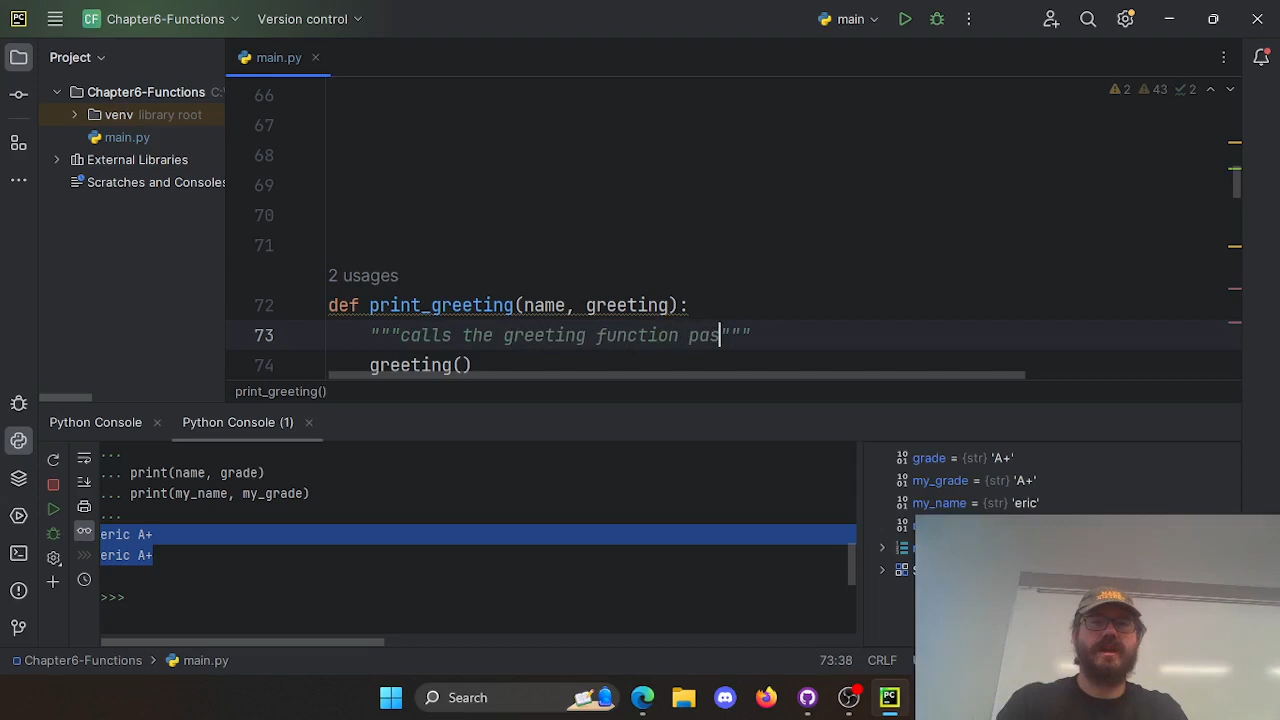 PC
CF Chapter6-Functions
Version control
main
Project
main.py
Chapter6-Functions C:\
venv library root
main.py
External Libraries
Scratches and Consoles
66
67
68
69
70
71
2 usages
72 def print_greeting(name, greeting):
73 """calls the greeting function pas"""
74 greeting()
2 43 2
print_greeting()
Python Console
Python Console (1)
...
... print(name, grade)
... print(my_name, my_grade)
...
eric A+
eric A+
>>>
grade = {str} 'A+'
my_grade = {str} 'A+'
my_name = {str} 'eric'
Chapter6-Functions > main.py
73:38 CRLF
Search
PC